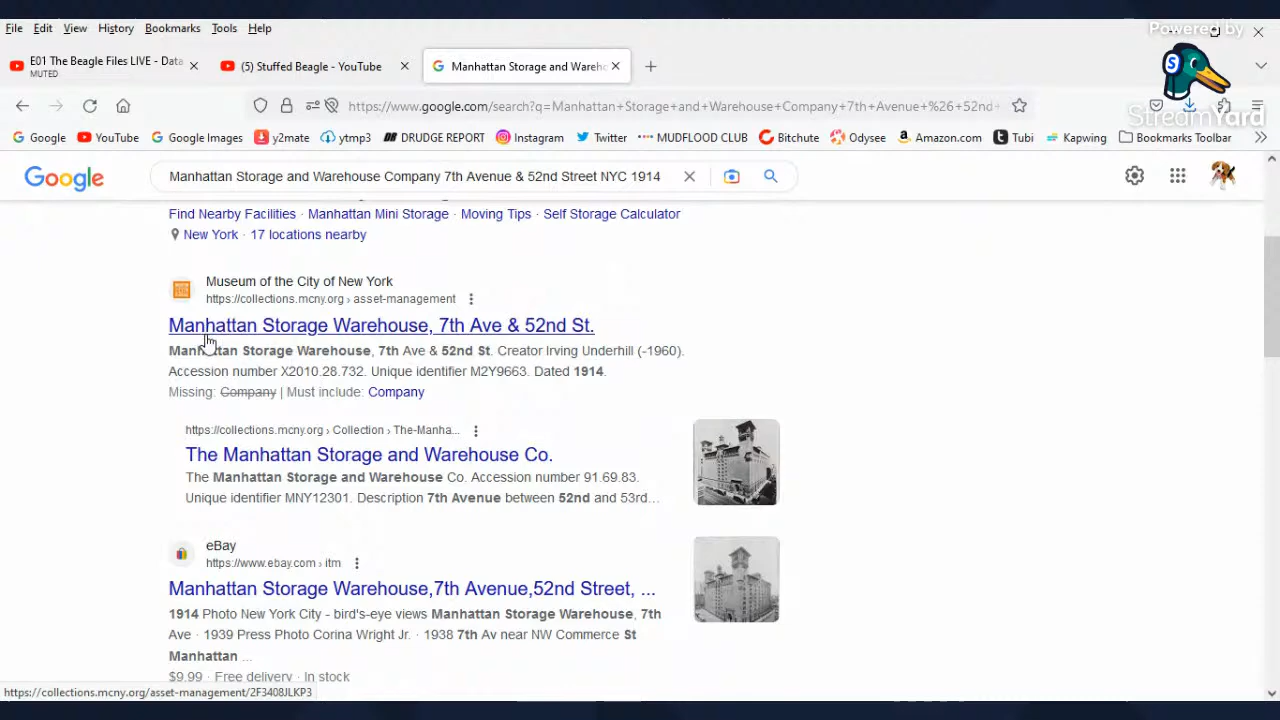 File Edit View History Bookmarks Tools Help
Powered by
E01 The Beagle Files LIVE - Data
MUTED
(5) Stuffed Beagle - YouTube
Manhattan Storage and Wareho
S
https://www.google.com/search?q=Manhattan+Storage+and+Warehouse+Company+7th+Avenue+%26+52nd+
StreamYard
Google YouTube Google Images y2mate ytmp3 DRUDGE REPORT Instagram Twitter MUDFLOOD CLUB Bitchute Odysee Amazon.com Tubi Kapwing Bookmarks Toolbar
Google
Manhattan Storage and Warehouse Company 7th Avenue & 52nd Street NYC 1914
Find Nearby Facilities · Manhattan Mini Storage · Moving Tips · Self Storage Calculator
New York · 17 locations nearby
Museum of the City of New York
https://collections.mcny.org › asset-management
Manhattan Storage Warehouse, 7th Ave & 52nd St.
Manhattan Storage Warehouse, 7th Ave & 52nd St. Creator Irving Underhill (-1960).
Accession number X2010.28.732. Unique identifier M2Y9663. Dated 1914.
Missing: Company | Must include: Company
https://collections.mcny.org › Collection › The-Manha...
The Manhattan Storage and Warehouse Co.
The Manhattan Storage and Warehouse Co. Accession number 91.69.83.
Unique identifier MNY12301. Description 7th Avenue between 52nd and 53rd...
eBay
https://www.ebay.com › itm
Manhattan Storage Warehouse,7th Avenue,52nd Street, ...
1914 Photo New York City - bird's-eye views Manhattan Storage Warehouse, 7th
Ave · 1939 Press Photo Corina Wright Jr. · 1938 7th Av near NW Commerce St
Manhattan ...
$9.99 · Free delivery · In stock
https://collections.mcny.org/asset-management/2F3408JLKP3